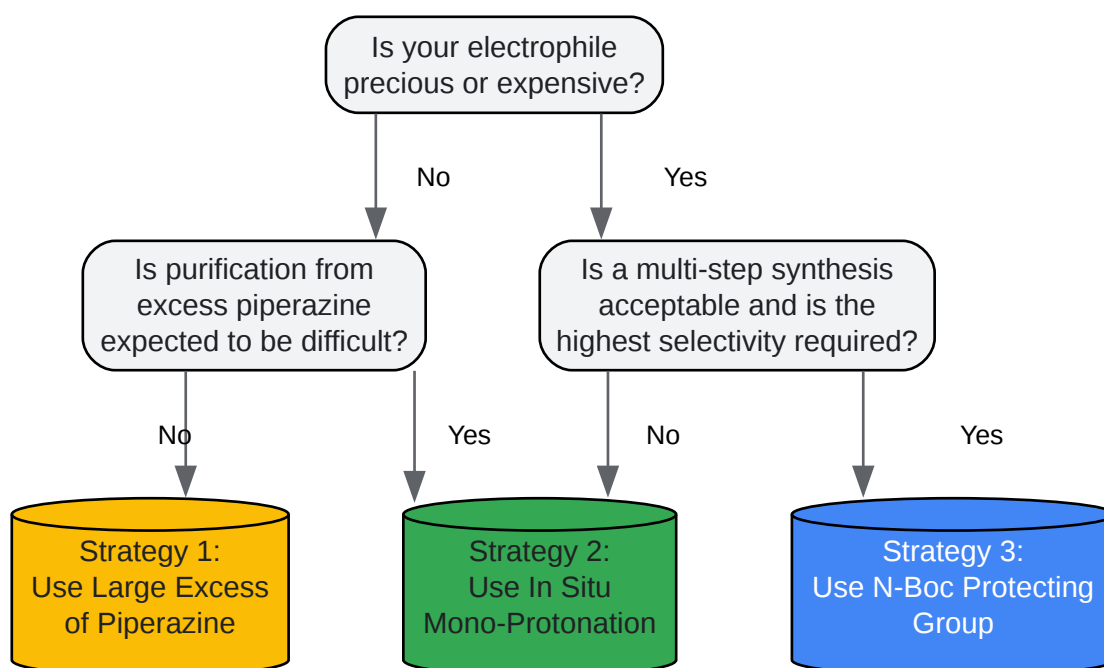 Is your electrophile
precious or expensive?
No
Yes
Is purification from
excess piperazine
expected to be difficult?
Is a multi-step synthesis
acceptable and is the
highest selectivity required?
No
Yes
No
Yes
Strategy 1:
Use Large Excess
of Piperazine
Strategy 2:
Use In Situ
Mono-Protonation
Strategy 3:
Use N-Boc Protecting
Group